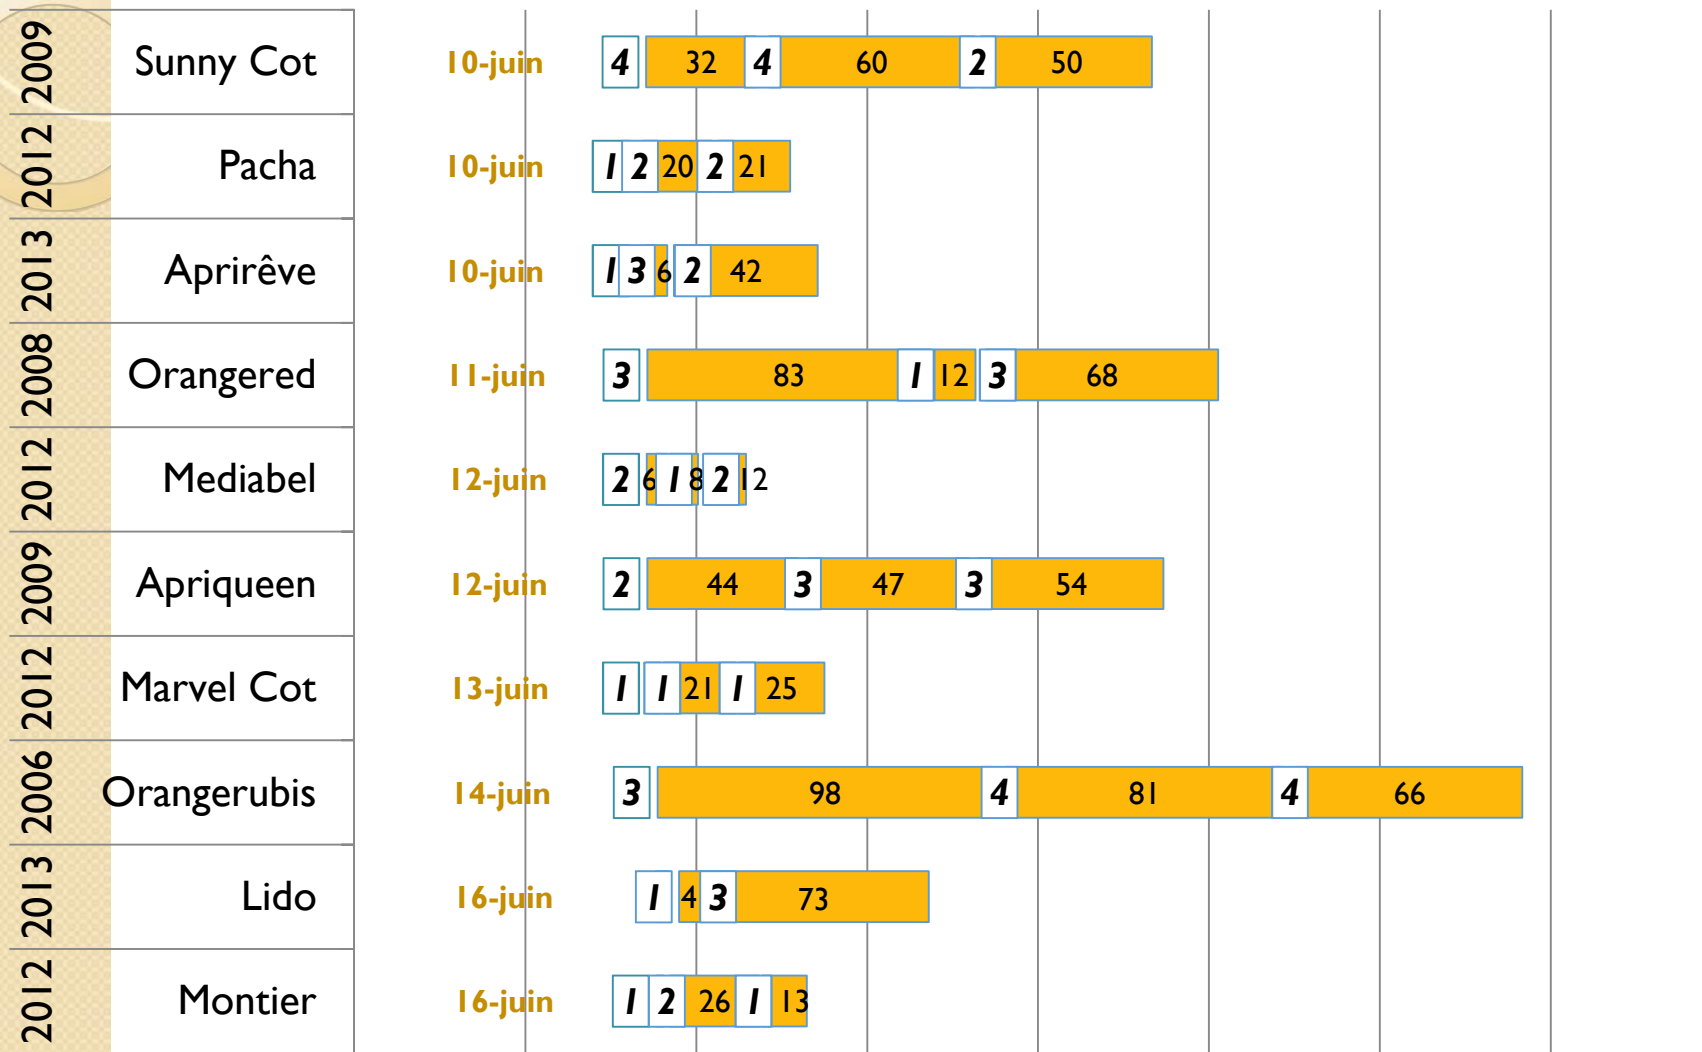 2009 Sunny Cot 10-juin 4 32 4 60 2 50
2012 Pacha 10-juin 1 2 20 2 21
2013 Aprirêve 10-juin 1 3 6 2 42
2008 Orangered 11-juin 3 83 1 12 3 68
2012 Mediabel 12-juin 2 6 1 8 2 12
2009 Apriqueen 12-juin 2 44 3 47 3 54
2012 Marvel Cot 13-juin 1 1 21 1 25
2006 Orangerubis 14-juin 3 98 4 81 4 66
2013 Lido 16-juin 1 4 3 73
2012 Montier 16-juin 1 2 26 1 13